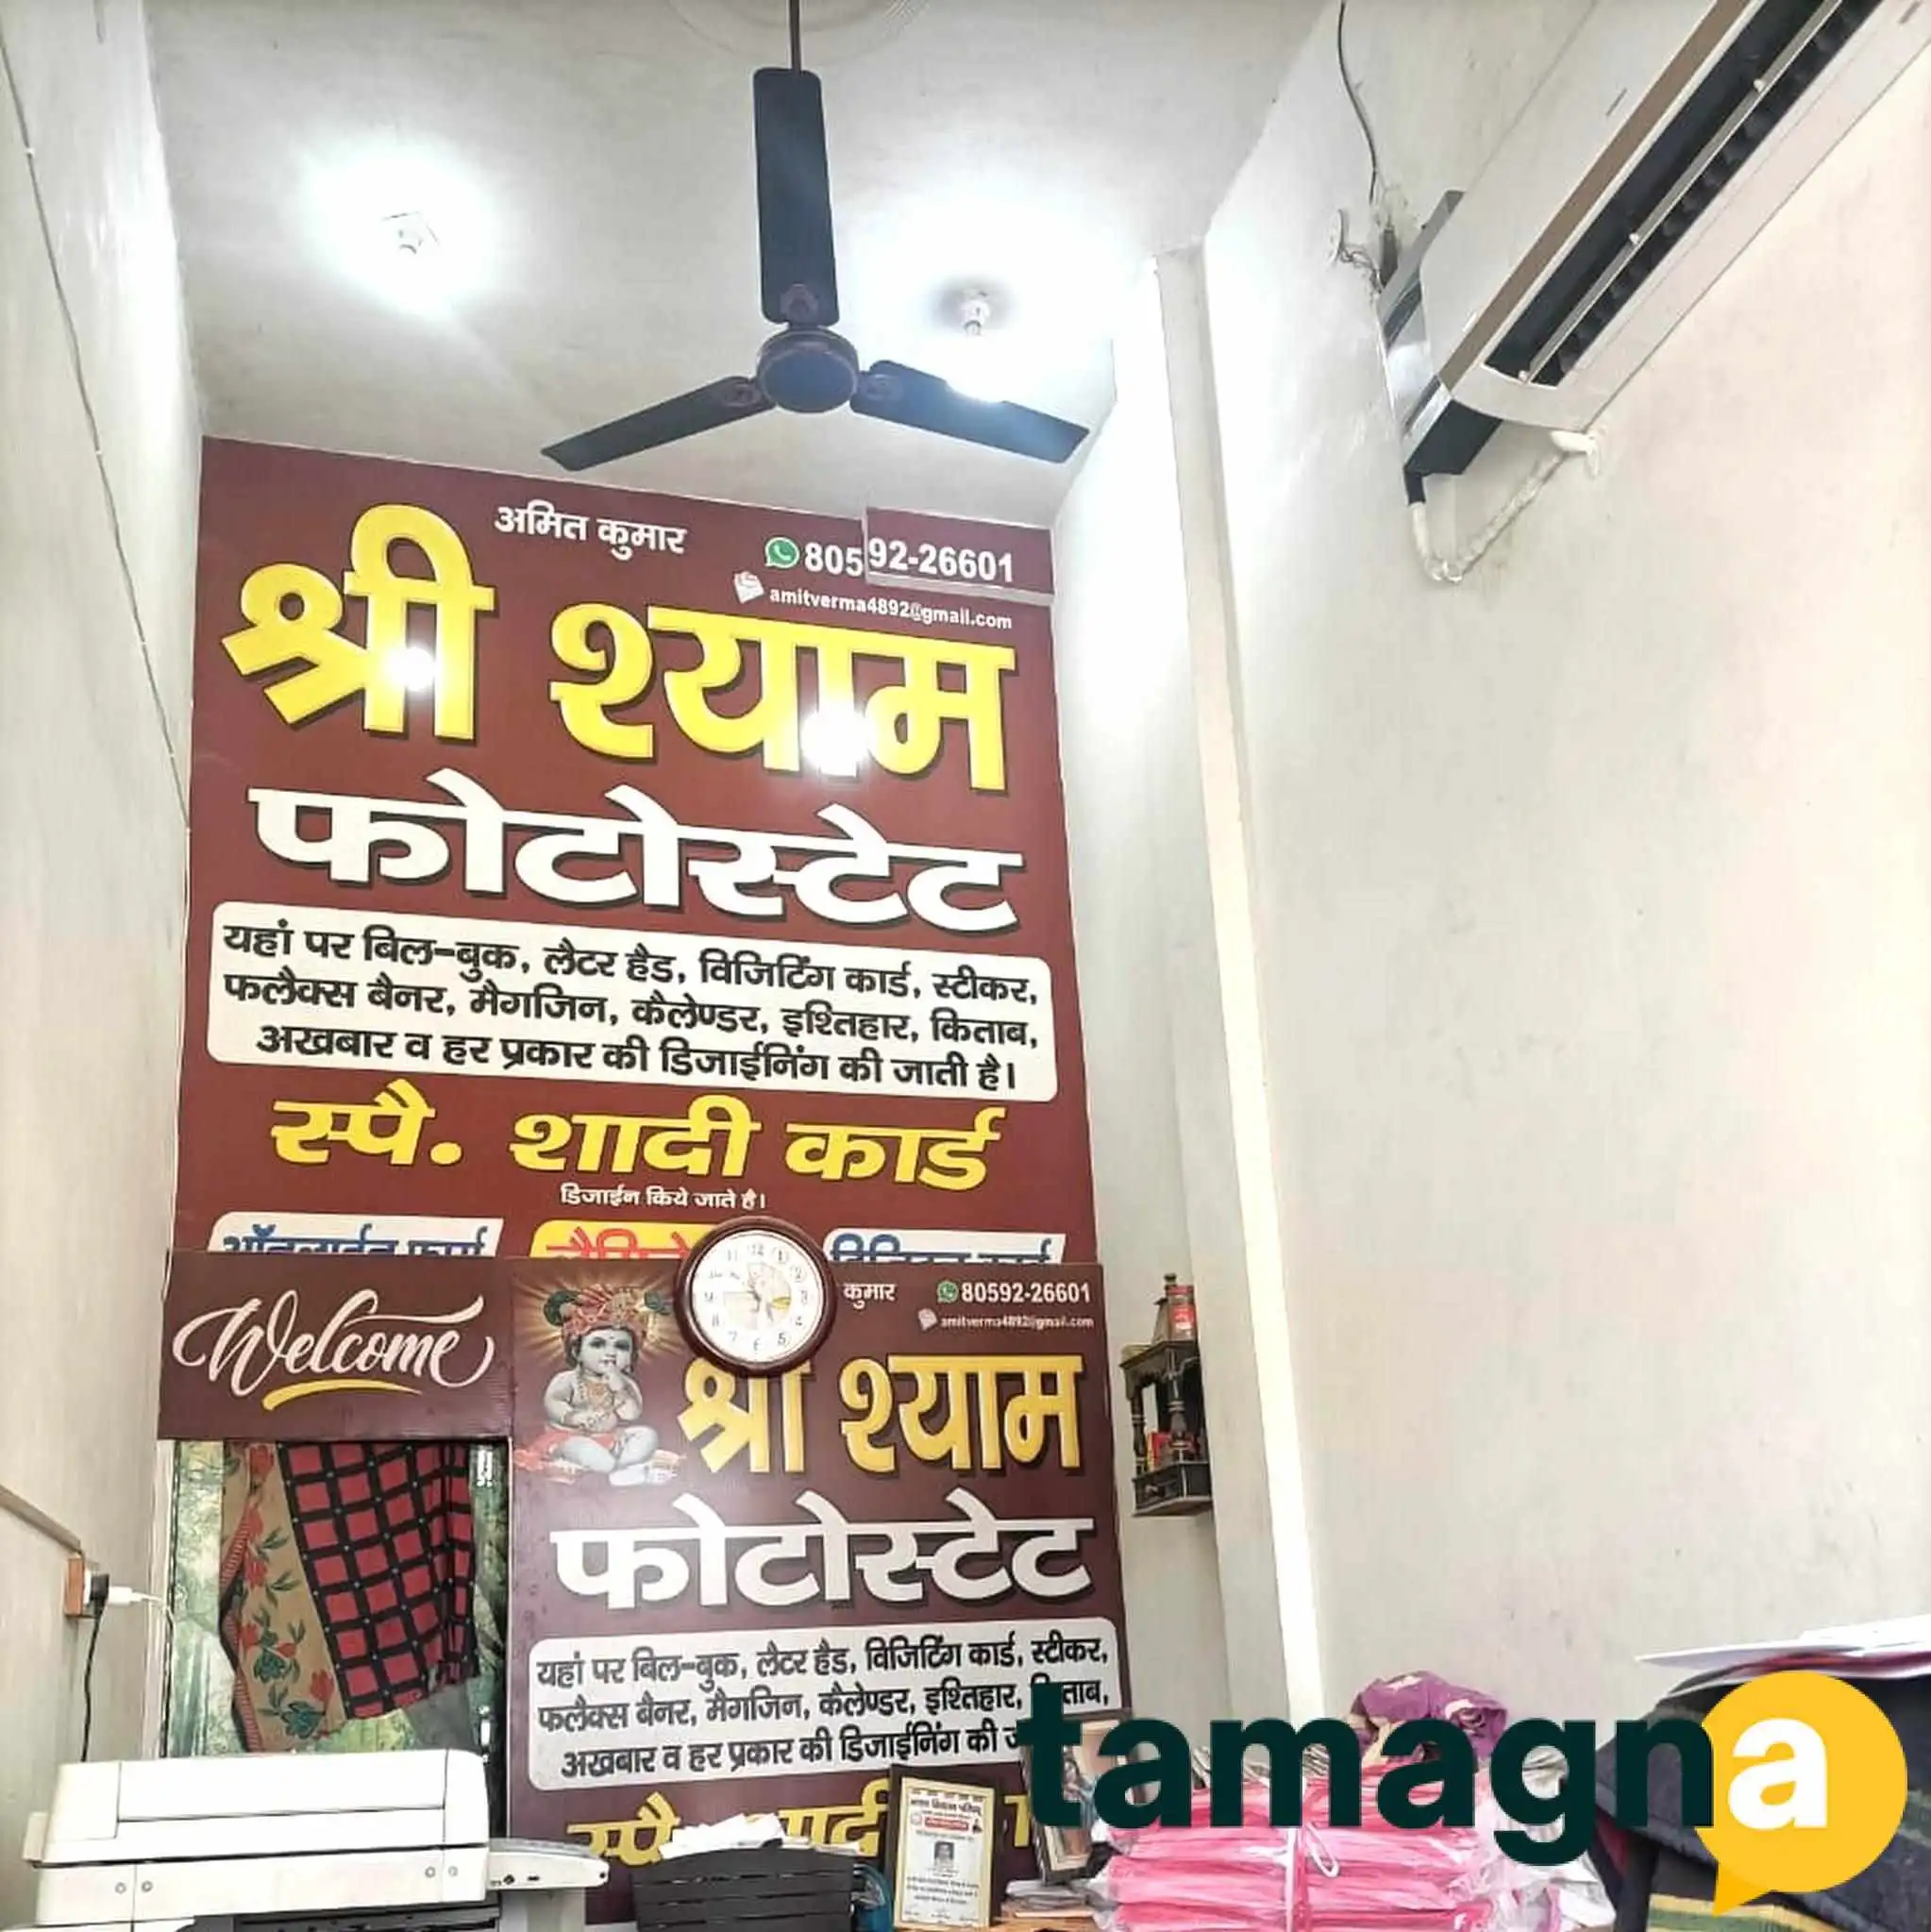 अमित कुमार
80592-26601
amitverma4892@gmail.com
श्री श्याम
फोटोस्टेट
यहां पर बिल-बुक, लैटर हैड, विजिटिंग कार्ड, स्टीकर,
फलैक्स बैनर, मैगजिन, कैलेण्डर, इश्तिहार, किताब,
अखबार व हर प्रकार की डिजाईनिंग की जाती है।
स्पै. शादी कार्ड
डिजाईन किये जाते है।
Welcome
कुमार
80592-26601
amitverma4892@gmail.com
श्री श्याम
फोटोस्टेट
यहां पर बिल-बुक, लैटर हैड, विजिटिंग कार्ड, स्टीकर,
फलैक्स बैनर, मैगजिन, कैलेण्डर, इश्तिहार,
अखबार व हर प्रकार की डिजाईनिंग की
स्पै
tamagna